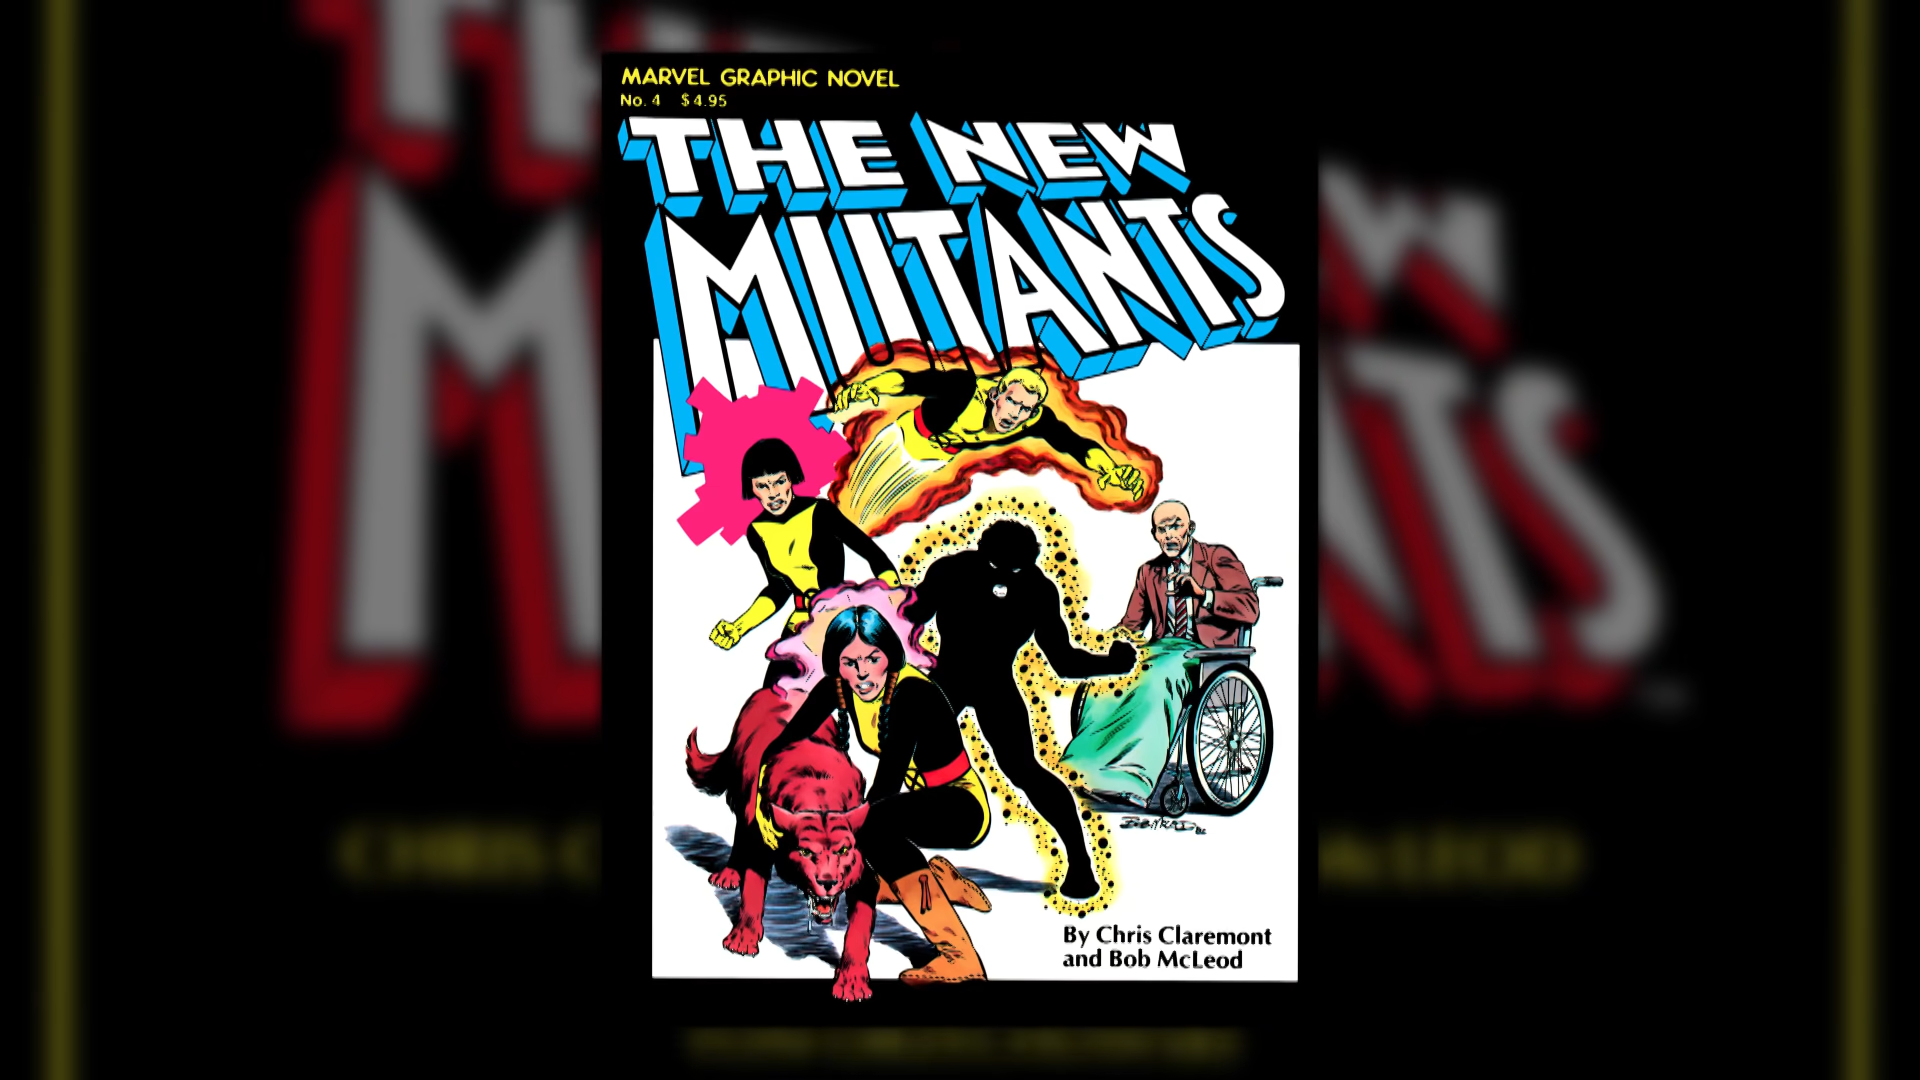 MARVEL GRAPHIC NOVEL
No. 4 $4.95
THE NEW
MUTANTS
By Chris Claremont
and Bob McLeod